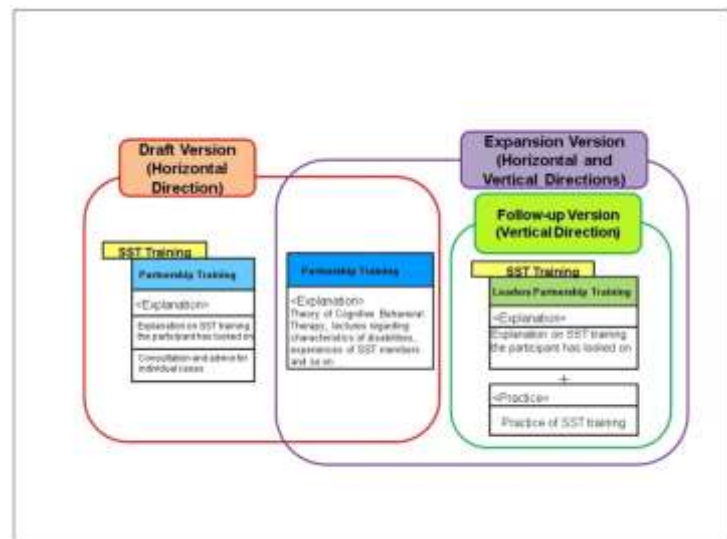 Draft Version
(Horizontal
Direction)
Expansion Version
(Horizontal and
Vertical Directions)
Follow-up Version
(Vertical Direction)
SST Training
Partnership Training
<Explanation>
Explanation on SST training
the participant has looked on
Consultation and advice for
individual cases
Partnership Training
<Explanation>
Theory of Cognitive Behavioral
Therapy, lectures regarding
characteristics of disabilities,
experiences of SST members
and so on
SST Training
Leaders Partnership Training
<Explanation>
Explanation on SST training
the participant has looked on
+
<Practice>
Practice of SST training